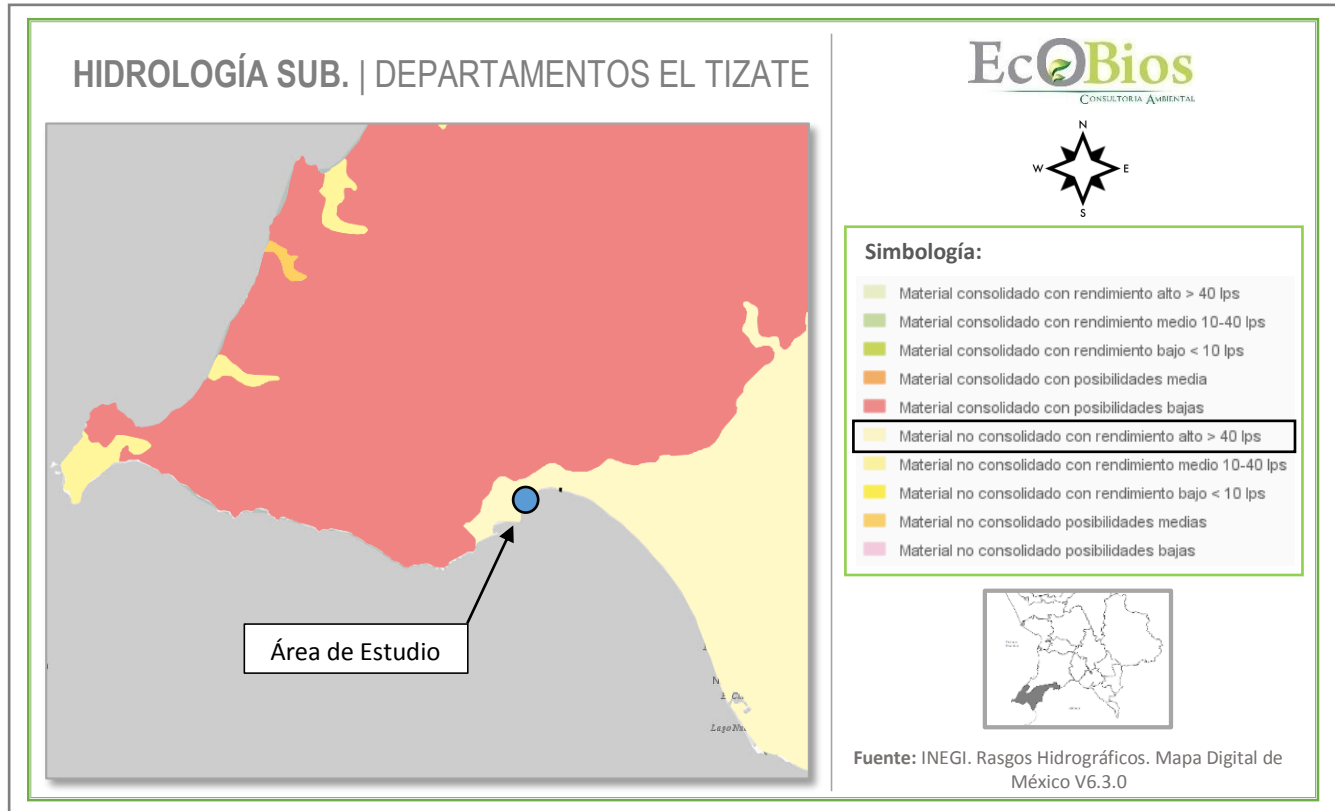 HIDROLOGÍA SUB. | DEPARTAMENTOS EL TIZATE
EcOBios
CONSULTORIA AMBIENTAL
N
W E
S
Simbología:
Material consolidado con rendimiento alto > 40 lps
Material consolidado con rendimiento medio 10-40 lps
Material consolidado con rendimiento bajo < 10 lps
Material consolidado con posibilidades media
Material consolidado con posibilidades bajas
Material no consolidado con rendimiento alto > 40 lps
Material no consolidado con rendimiento medio 10-40 lps
Material no consolidado con rendimiento bajo < 10 lps
Material no consolidado posibilidades medias
Material no consolidado posibilidades bajas
Área de Estudio
N
Fuente: INEGI. Rasgos Hidrográficos. Mapa Digital de
México V6.3.0